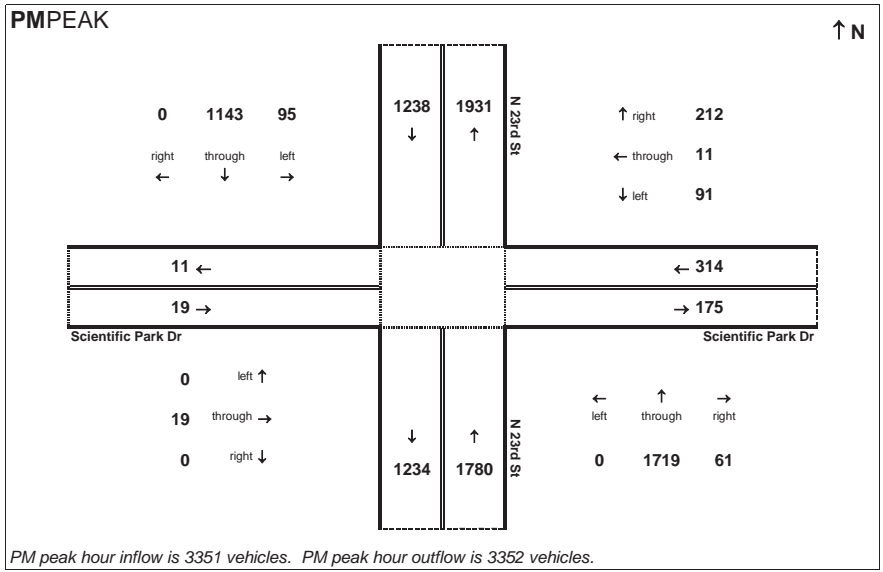 PMPEAK
↑ N
0 1143 95
right through left
← ↓ →
1238 1931
↓ ↑
N 23rd St
↑ right 212
← through 11
↓ left 91
11 ←
← 314
19 →
→ 175
Scientific Park Dr
Scientific Park Dr
0 left ↑
19 through →
0 right ↓
↓ ↑
1234 1780
N 23rd St
← ↑ →
left through right
0 1719 61
PM peak hour inflow is 3351 vehicles. PM peak hour outflow is 3352 vehicles.